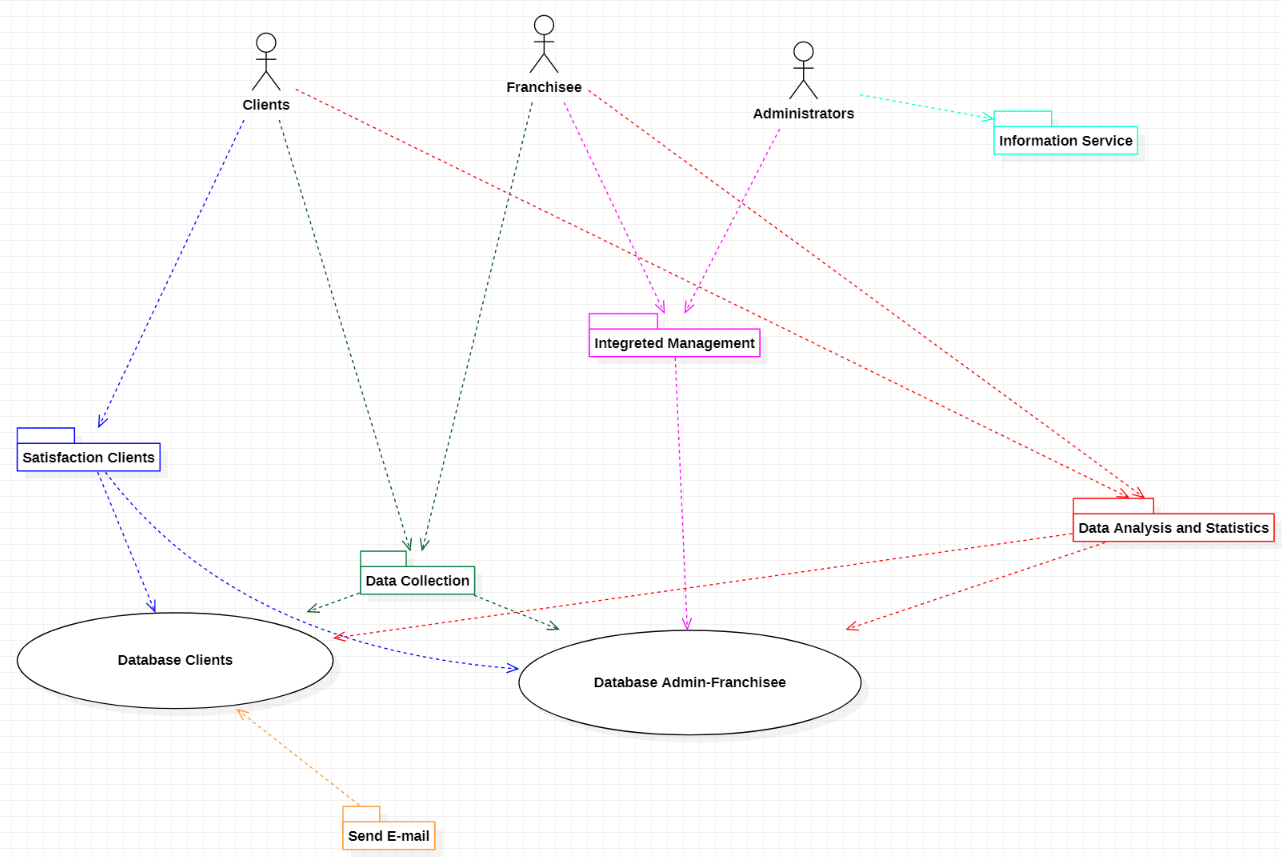 Clients
Franchisee
Administrators
Information Service
Integreted Management
Satisfaction Clients
Data Analysis and Statistics
Data Collection
Database Clients
Database Admin-Franchisee
Send E-mail